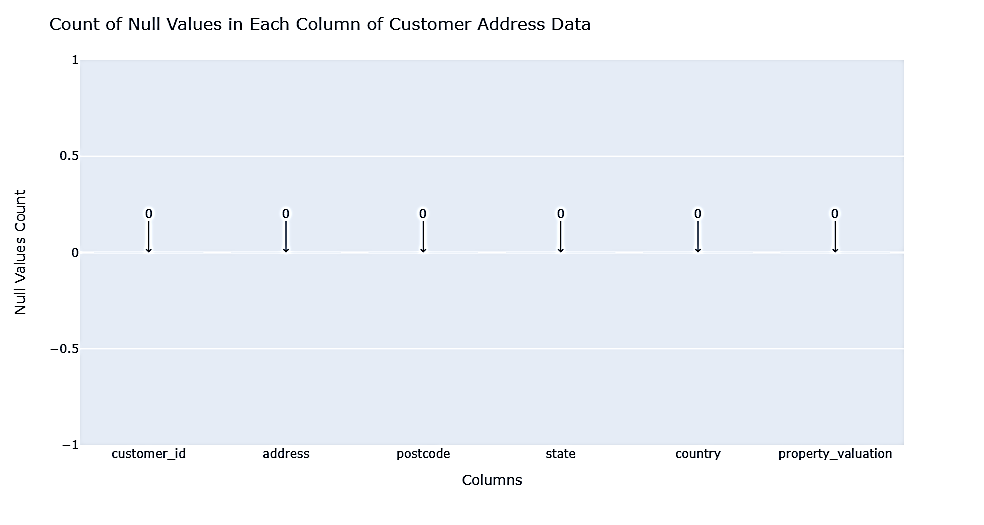 Count of Null Values in Each Column of Customer Address Data
1
0.5
0
−0.5
−1
Null Values Count
0 0 0 0 0 0
customer_id address postcode state country property_valuation
Columns